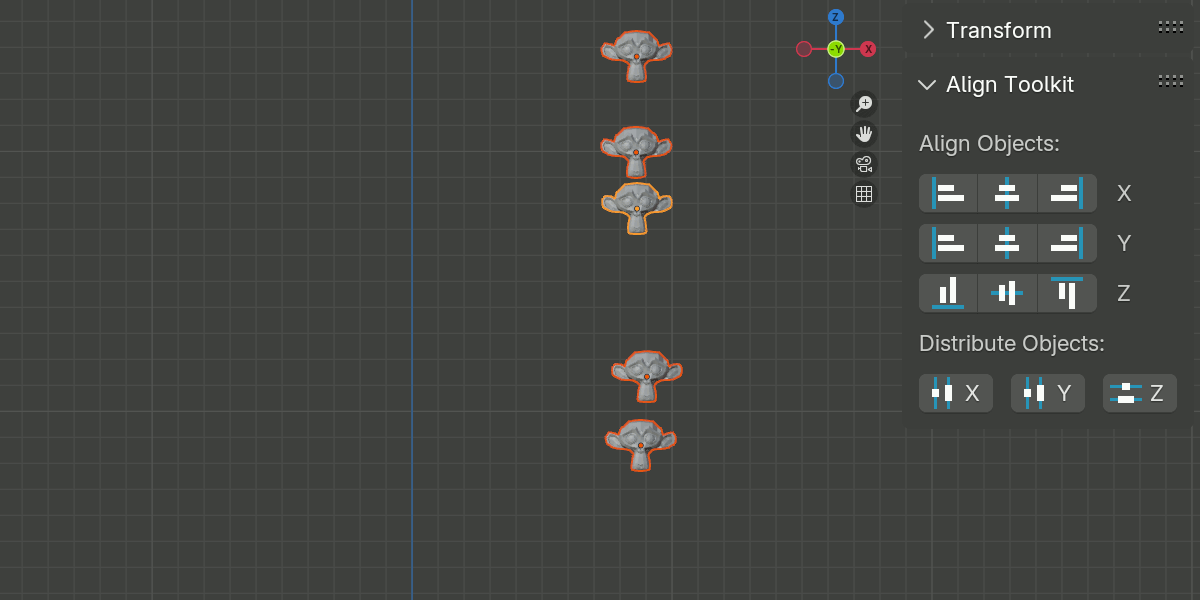 Z
-Y
X
Transform
Align Toolkit
Align Objects:
X
Y
Z
Distribute Objects:
X Y Z